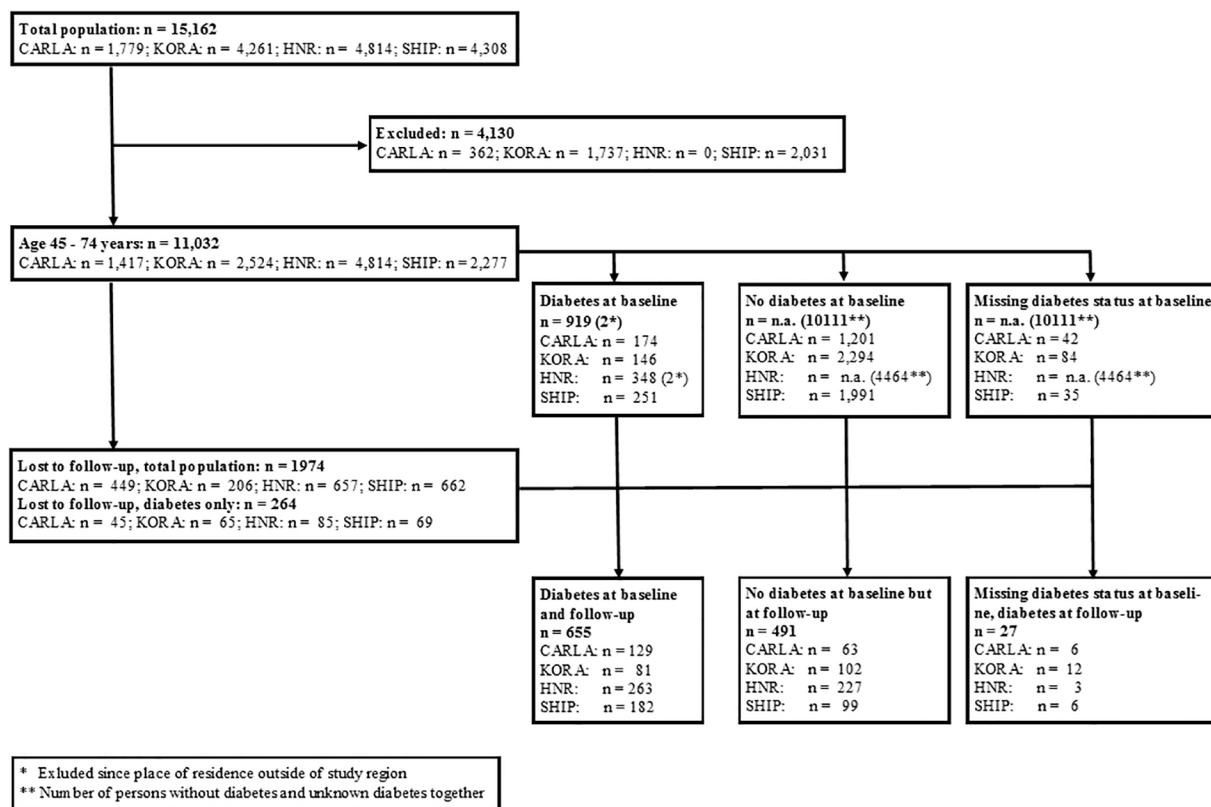 Total population: n = 15,162
CARLA: n = 1,779; KORA: n = 4,261; HNR: n = 4,814; SHIP: n = 4,308
Excluded: n = 4,130
CARLA: n = 362; KORA: n = 1,737; HNR: n = 0; SHIP: n = 2,031
Age 45 - 74 years: n = 11,032
CARLA: n = 1,417; KORA: n = 2,524; HNR: n = 4,814; SHIP: n = 2,277
Diabetes at baseline
n = 919 (2*)
CARLA: n = 174
KORA: n = 146
HNR: n = 348 (2*)
SHIP: n = 251
No diabetes at baseline
n = n.a. (10111**)
CARLA: n = 1,201
KORA: n = 2,294
HNR: n = n.a. (4464**)
SHIP: n = 1,991
Missing diabetes status at baseline
n = n.a. (10111**)
CARLA: n = 42
KORA: n = 84
HNR: n = n.a. (4464**)
SHIP: n = 35
Lost to follow-up, total population: n = 1974
CARLA: n = 449; KORA: n = 206; HNR: n = 657; SHIP: n = 662
Lost to follow-up, diabetes only: n = 264
CARLA: n = 45; KORA: n = 65; HNR: n = 85; SHIP: n = 69
Diabetes at baseline
and follow-up
n = 655
CARLA: n = 129
KORA: n = 81
HNR: n = 263
SHIP: n = 182
No diabetes at baseline but
at follow-up
n = 491
CARLA: n = 63
KORA: n = 102
HNR: n = 227
SHIP: n = 99
Missing diabetes status at baseli-
ne, diabetes at follow-up
n = 27
CARLA: n = 6
KORA: n = 12
HNR: n = 3
SHIP: n = 6
* Exluded since place of residence outside of study region
** Number of persons without diabetes and unknown diabetes together